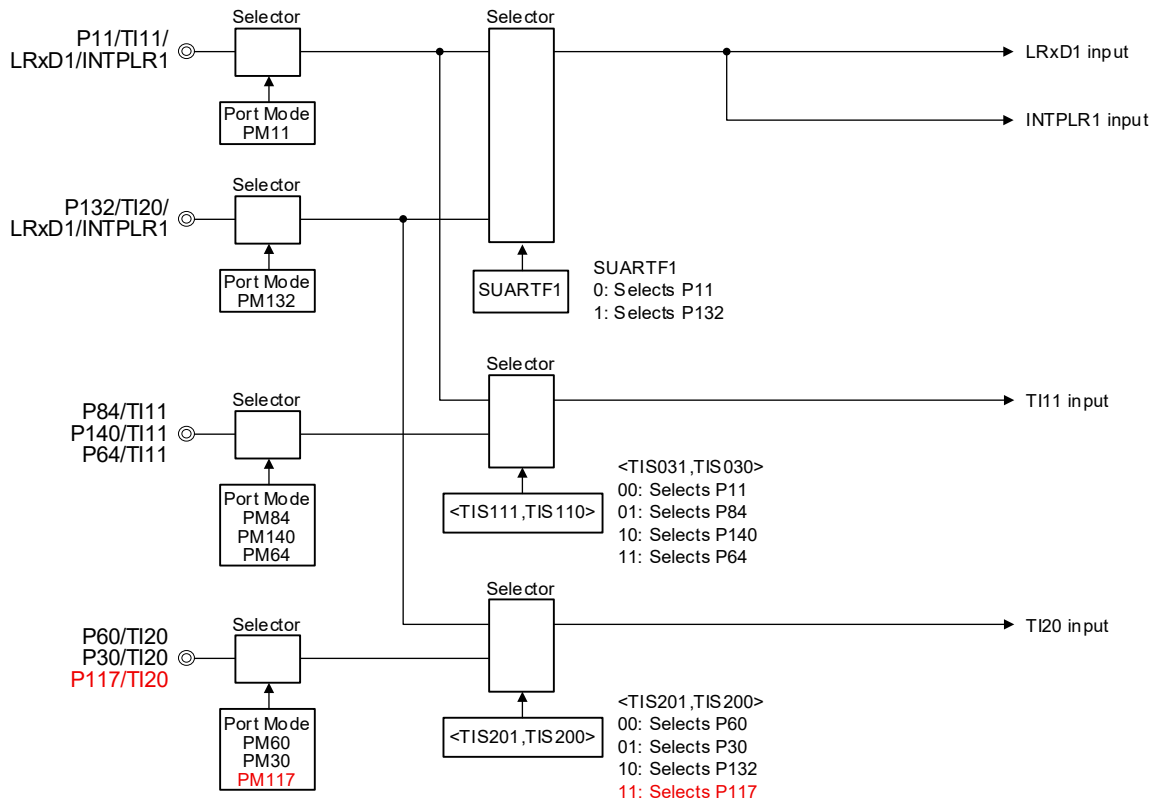 Selector
Selector
P11/TI11/
LRxD1/INTPLR1
LRxD1 input
Port Mode
PM11
INTPLR1 input
Selector
P132/TI20/
LRxD1/INTPLR1
Port Mode
PM132
SUARTF1
SUARTF1
0: Selects P11
1: Selects P132
Selector
Selector
P84/TI11
P140/TI11
P64/TI11
TI11 input
Port Mode
PM84
PM140
PM64
<TIS111,TIS110>
<TIS031,TIS030>
00: Selects P11
01: Selects P84
10: Selects P140
11: Selects P64
Selector
Selector
P60/TI20
P30/TI20
P117/TI20
TI20 input
Port Mode
PM60
PM30
PM117
<TIS201,TIS200>
<TIS201,TIS200>
00: Selects P60
01: Selects P30
10: Selects P132
11: Selects P117